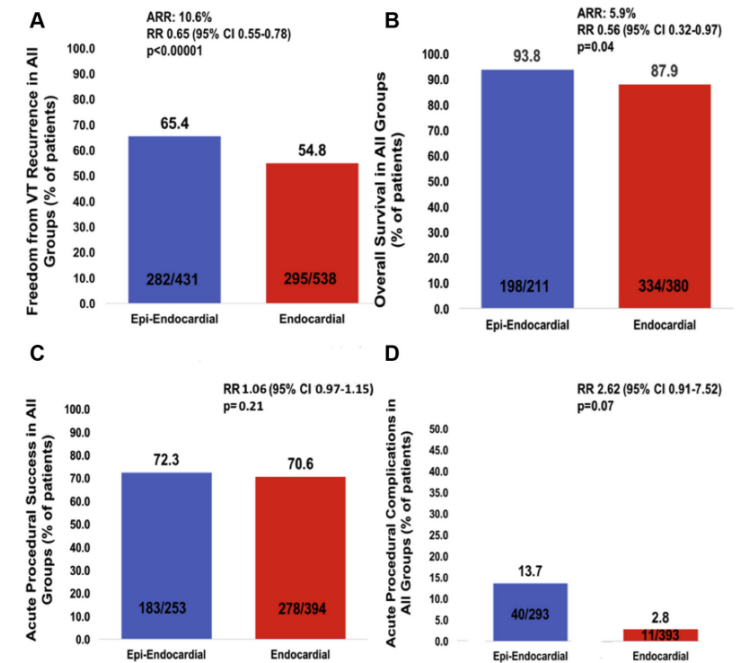 A
ARR: 10.6%
RR 0.65 (95% CI 0.55-0.78)
p<0.00001
Freedom from VT Recurrence in All
Groups (% of patients)
100.0
90.0
80.0
70.0
60.0
50.0
40.0
30.0
20.0
10.0
0.0
65.4
54.8
282/431
295/538
Epi-Endocardial
Endocardial
B
ARR: 5.9%
RR 0.56 (95% CI 0.32-0.97)
p=0.04
Overall Survival in All Groups
(% of patients)
100.0
90.0
80.0
70.0
60.0
50.0
40.0
30.0
20.0
10.0
0.0
93.8
87.9
198/211
334/380
Epi-Endocardial
Endocardial
C
RR 1.06 (95% CI 0.97-1.15)
p= 0.21
Acute Procedural Success in All
Groups (% of patients)
100.0
90.0
80.0
70.0
60.0
50.0
40.0
30.0
20.0
10.0
0.0
72.3
70.6
183/253
278/394
Epi-Endocardial
Endocardial
D
RR 2.62 (95% CI 0.91-7.52)
p=0.07
Acute Procedural Complications in
All Groups (% of patients)
50.0
45.0
40.0
35.0
30.0
25.0
20.0
15.0
10.0
5.0
0.0
13.7
2.8
40/293
11/393
Epi-Endocardial
Endocardial